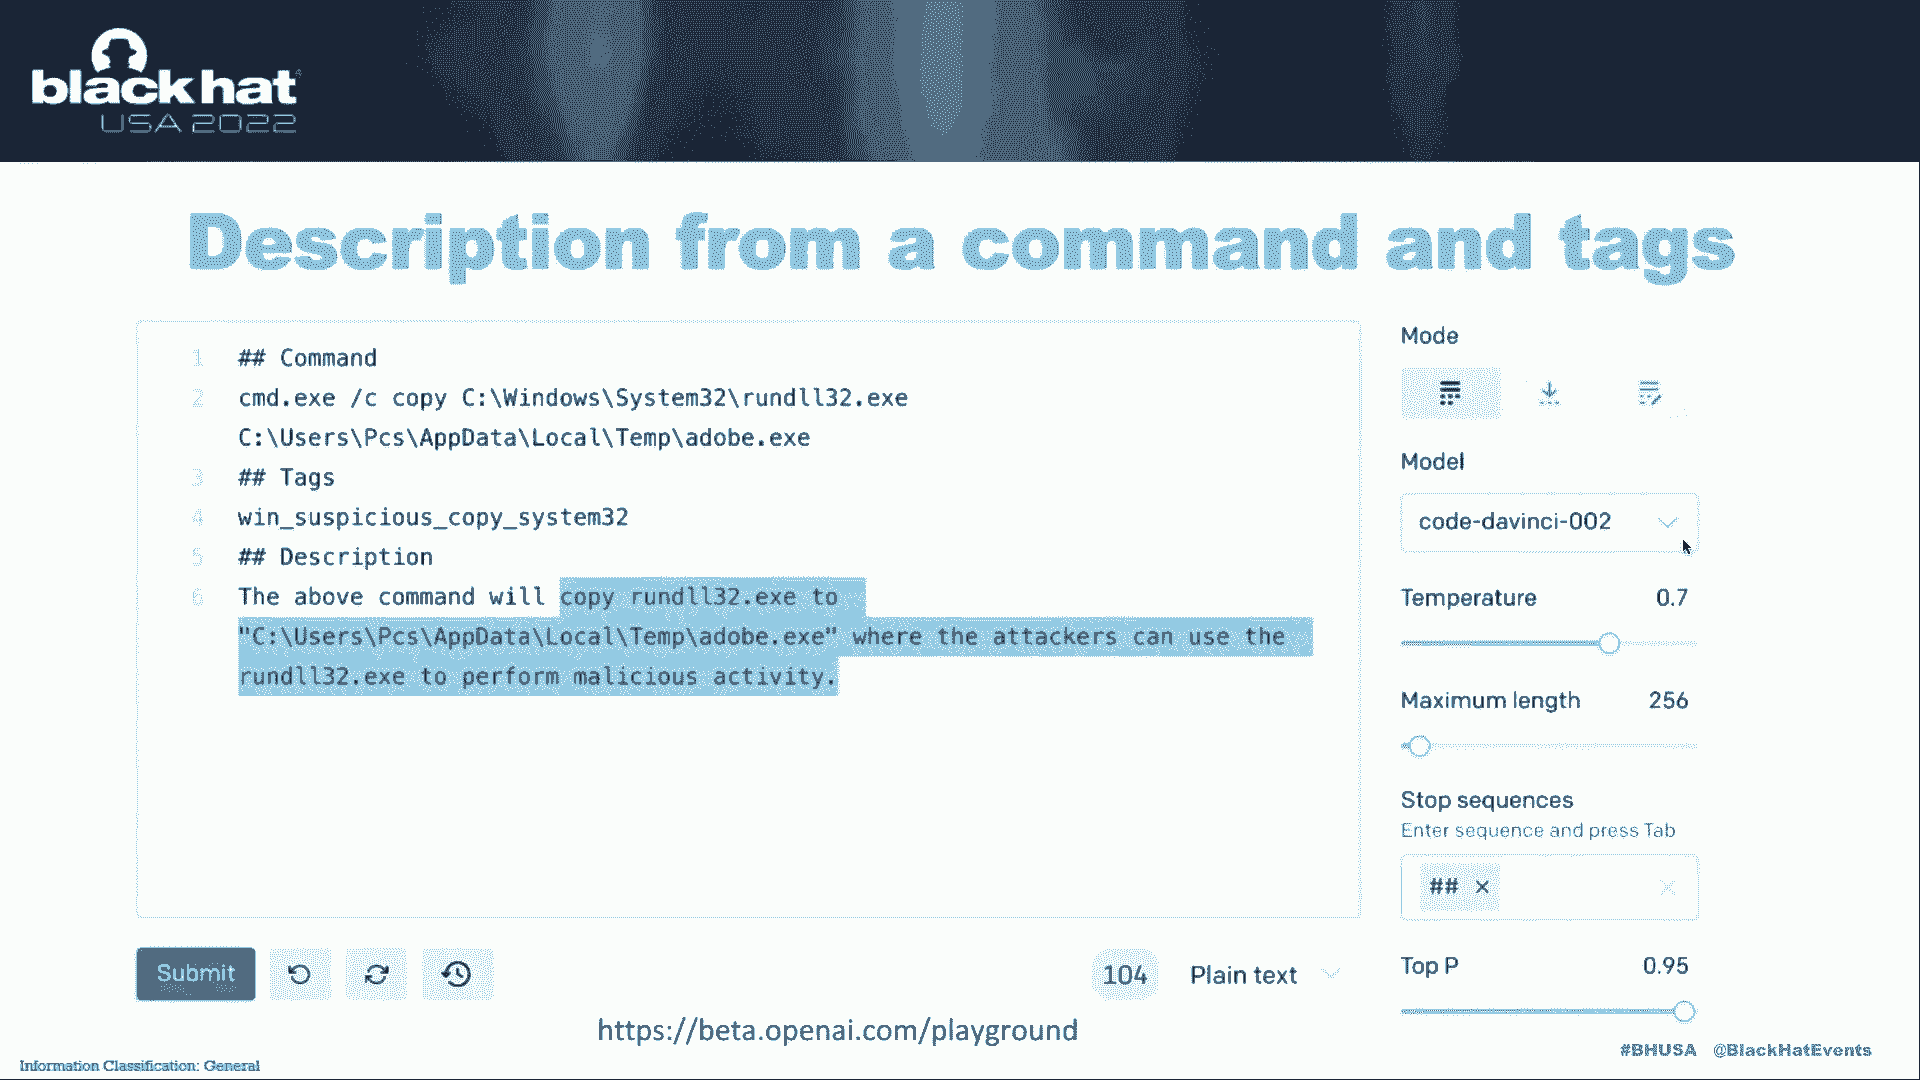 black hat
USA 2022
Description from a command and tags
1 ## Command
2 cmd.exe /c copy C:\Windows\System32\rundll32.exe
C:\Users\Pcs\AppData\Local\Temp\adobe.exe
3 ## Tags
4 win_suspicious_copy_system32
5 ## Description
6 The above command will copy rundll32.exe to
"C:\Users\Pcs\AppData\Local\Temp\adobe.exe" where the attackers can use the
rundll32.exe to perform malicious activity.
Mode
Model
code-davinci-002
Temperature 0.7
Maximum length 256
Stop sequences
Enter sequence and press Tab
## ×
Top P 0.95
Submit
104 Plain text
https://beta.openai.com/playground
#BHUSA @BlackHatEvents
Information Classification: General